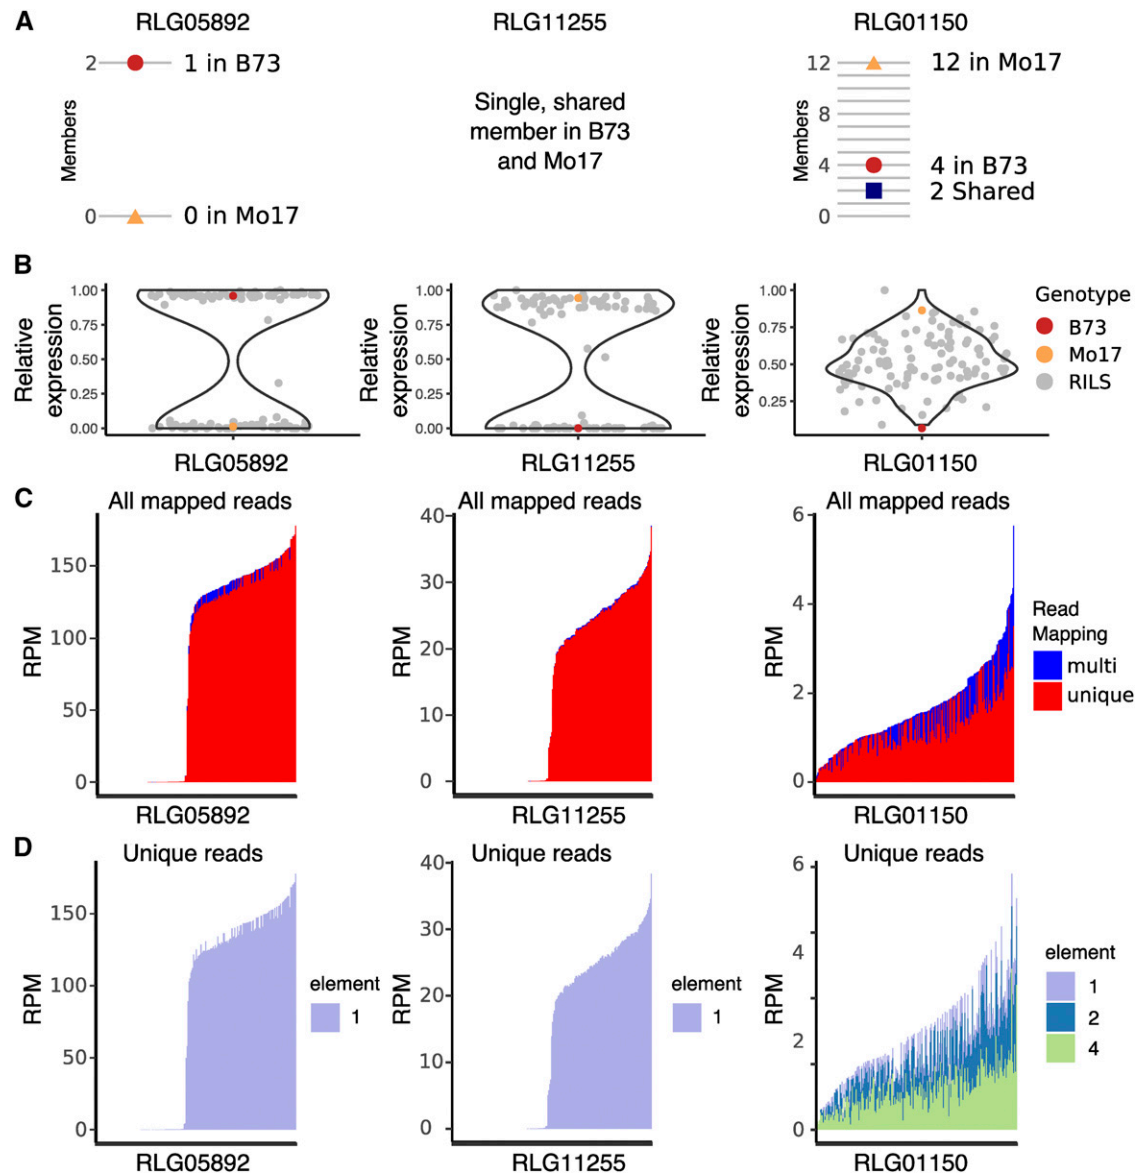 A
RLG05892
RLG11255
RLG01150
2
1 in B73
Members
0
0 in Mo17
Single, shared
member in B73
and Mo17
12
12 in Mo17
8
Members
4
4 in B73
2 Shared
0
B
Relative
expression
1.00
0.75
0.50
0.25
0.00
RLG05892
Relative
expression
1.00
0.75
0.50
0.25
0.00
RLG11255
Relative
expression
1.00
0.75
0.50
0.25
RLG01150
Genotype
B73
Mo17
RILS
C
All mapped reads
RPM
150
100
50
0
RLG05892
All mapped reads
RPM
40
30
20
10
0
RLG11255
All mapped reads
RPM
6
4
2
0
RLG01150
Read
Mapping
multi
unique
D
Unique reads
RPM
150
100
50
0
RLG05892
element
1
Unique reads
RPM
40
30
20
10
0
RLG11255
element
1
Unique reads
RPM
6
4
2
0
RLG01150
element
1
2
4